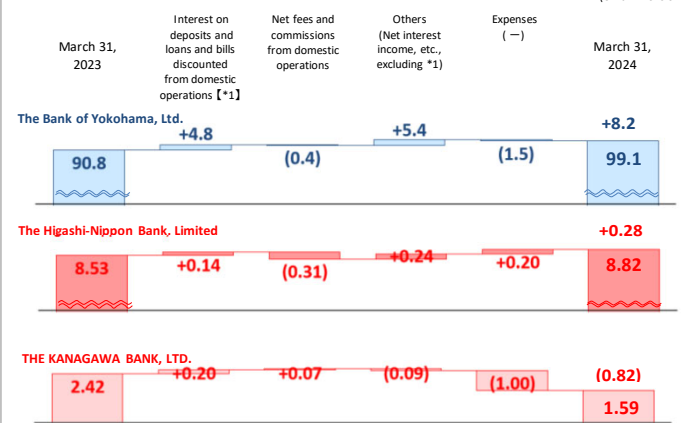 March 31,
2023
Interest on
deposits and
loans and bills
discounted
from domestic
operations【*1】
Net fees and
commissions
from domestic
operations
Others
(Net interest
income, etc.,
excluding *1)
Expenses
(－)
March 31,
2024
The Bank of Yokohama, Ltd.
90.8
+4.8
(0.4)
+5.4
(1.5)
+8.2
99.1
The Higashi-Nippon Bank, Limited
8.53
+0.14
(0.31)
+0.24
+0.20
+0.28
8.82
THE KANAGAWA BANK, LTD.
2.42
+0.20
+0.07
(0.09)
(1.00)
(0.82)
1.59